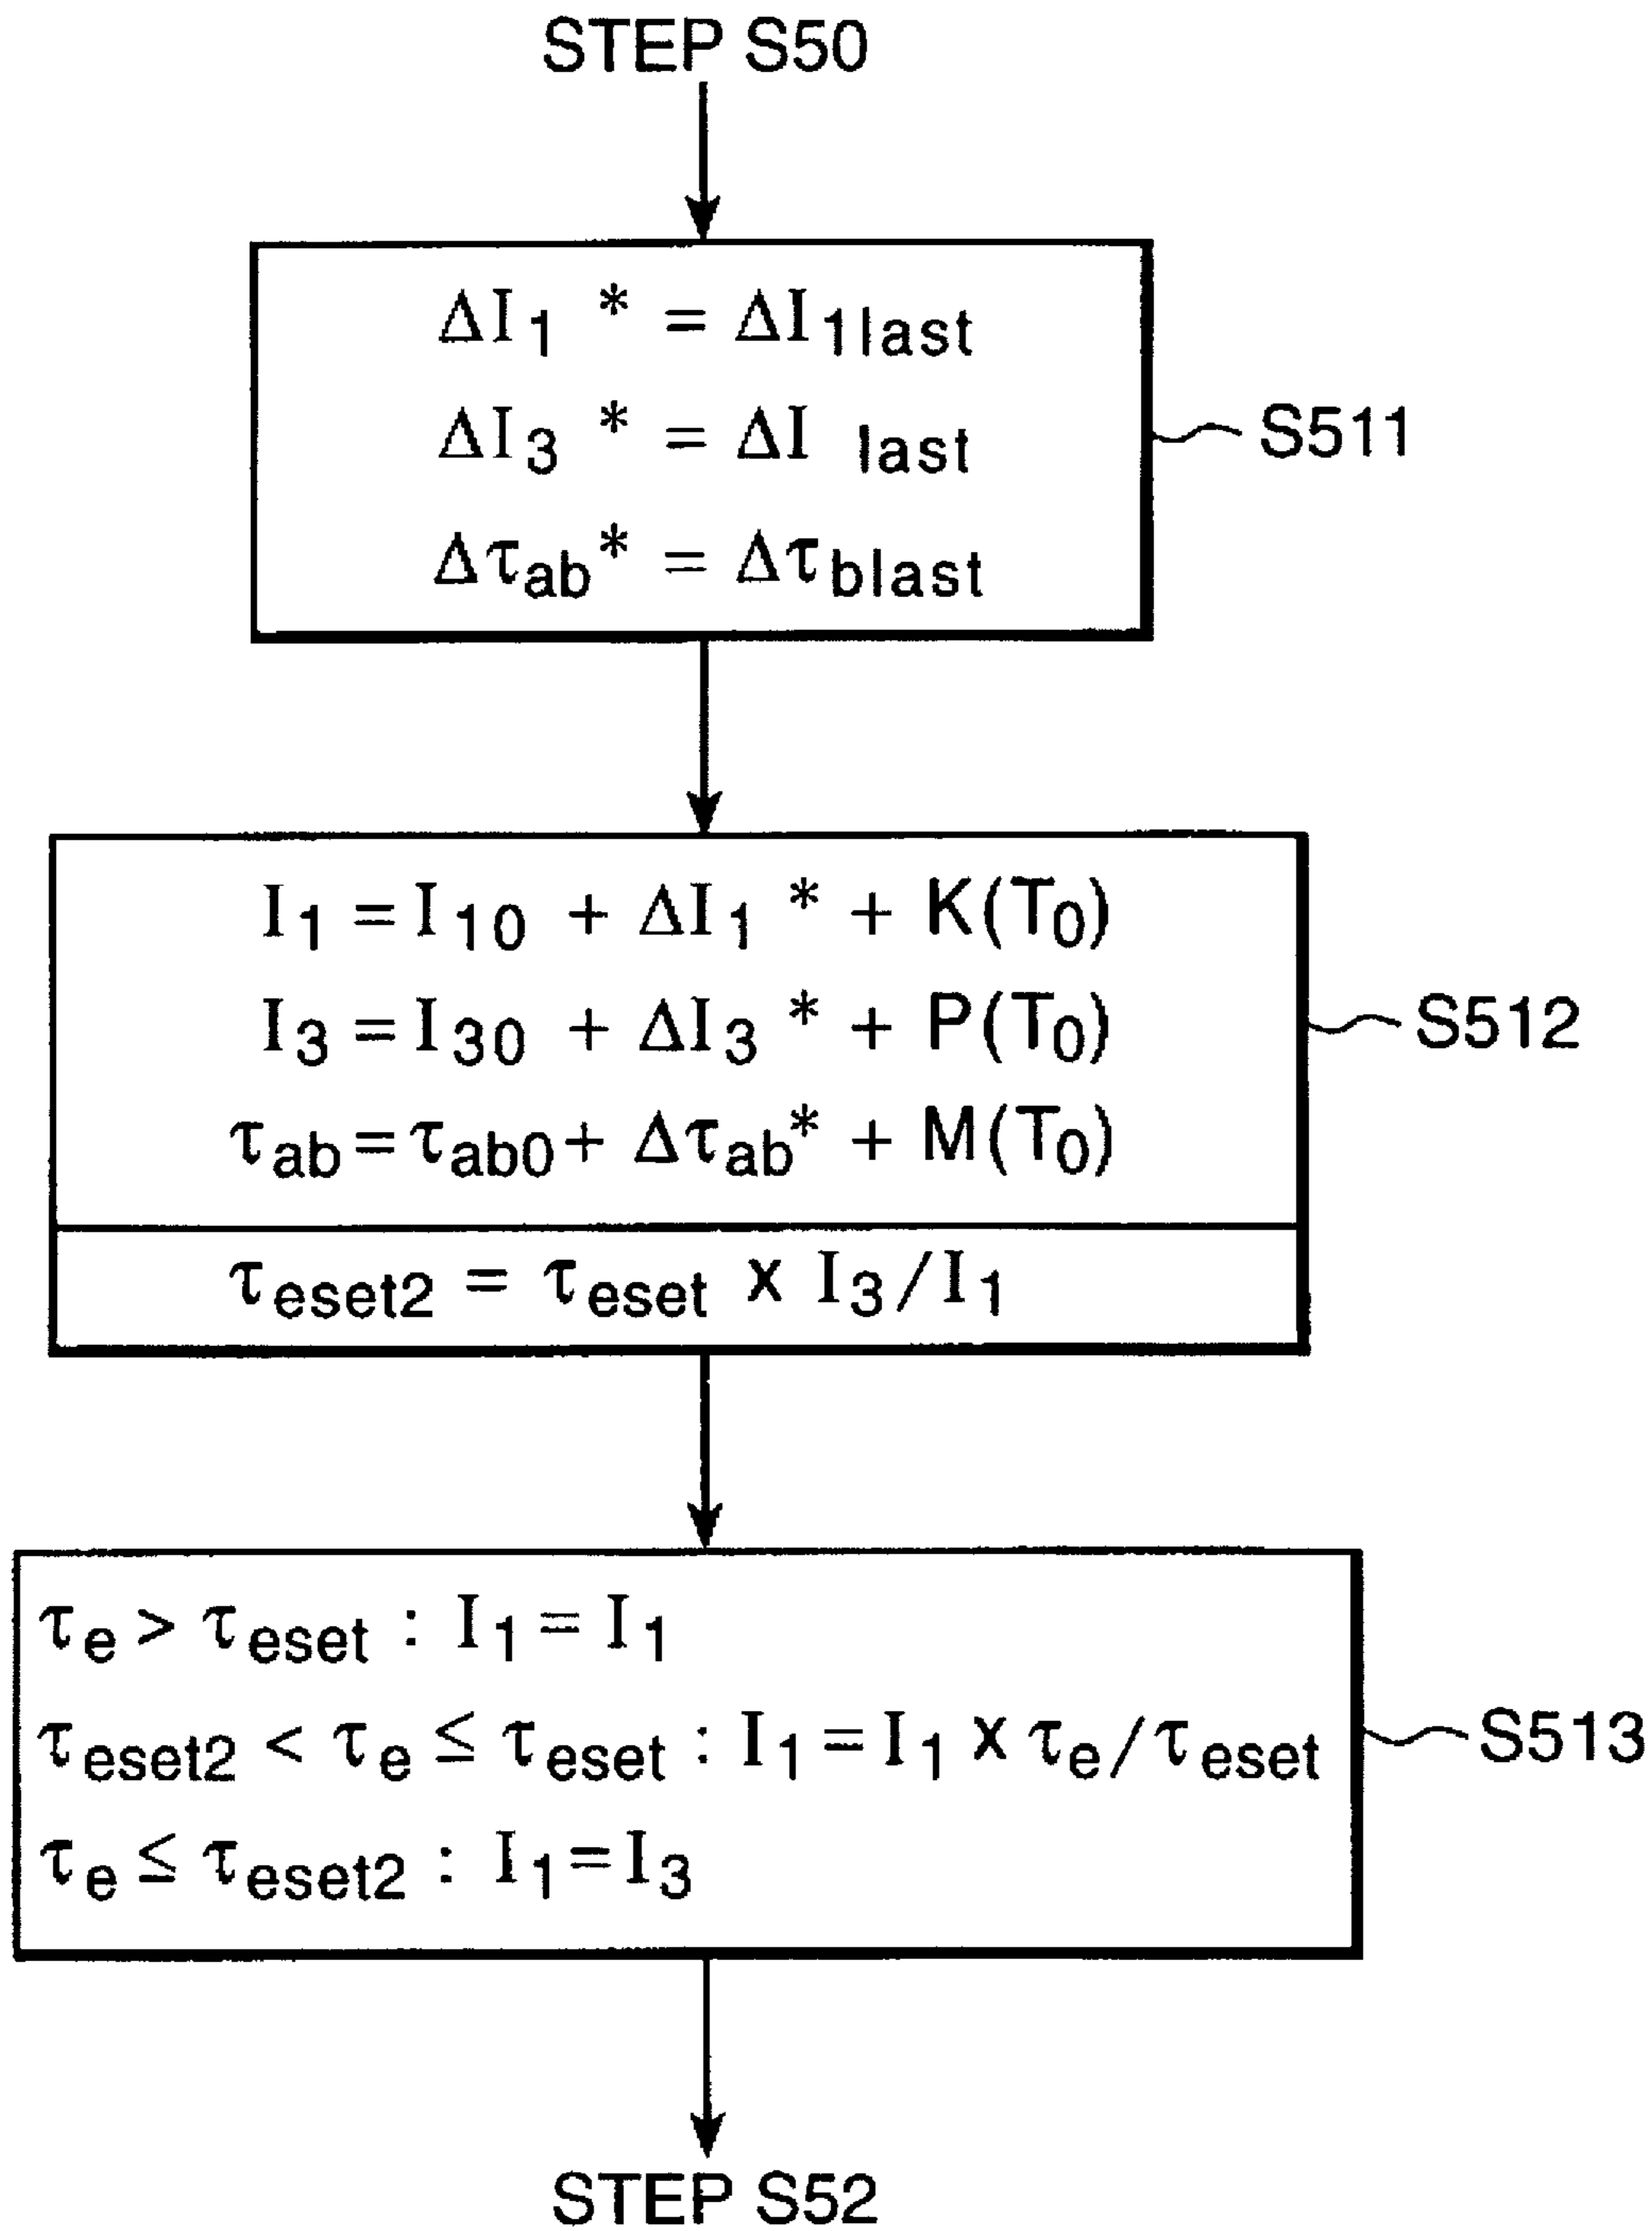 STEP S50
ΔI₁* = ΔI₁last
ΔI₃* = ΔI last
Δτab* = Δτblast
S511
I₁ = I₁₀ + ΔI₁* + K(T₀)
I₃ = I₃₀ + ΔI₃* + P(T₀)
τab = τab0 + Δτab* + M(T₀)
S512
τeset2 = τeset x I₃/I₁
τe > τeset : I₁ = I₁
τeset2 < τe ≤ τeset : I₁ = I₁ x τe/τeset
S513
τe ≤ τeset2 : I₁ = I₃
STEP S52